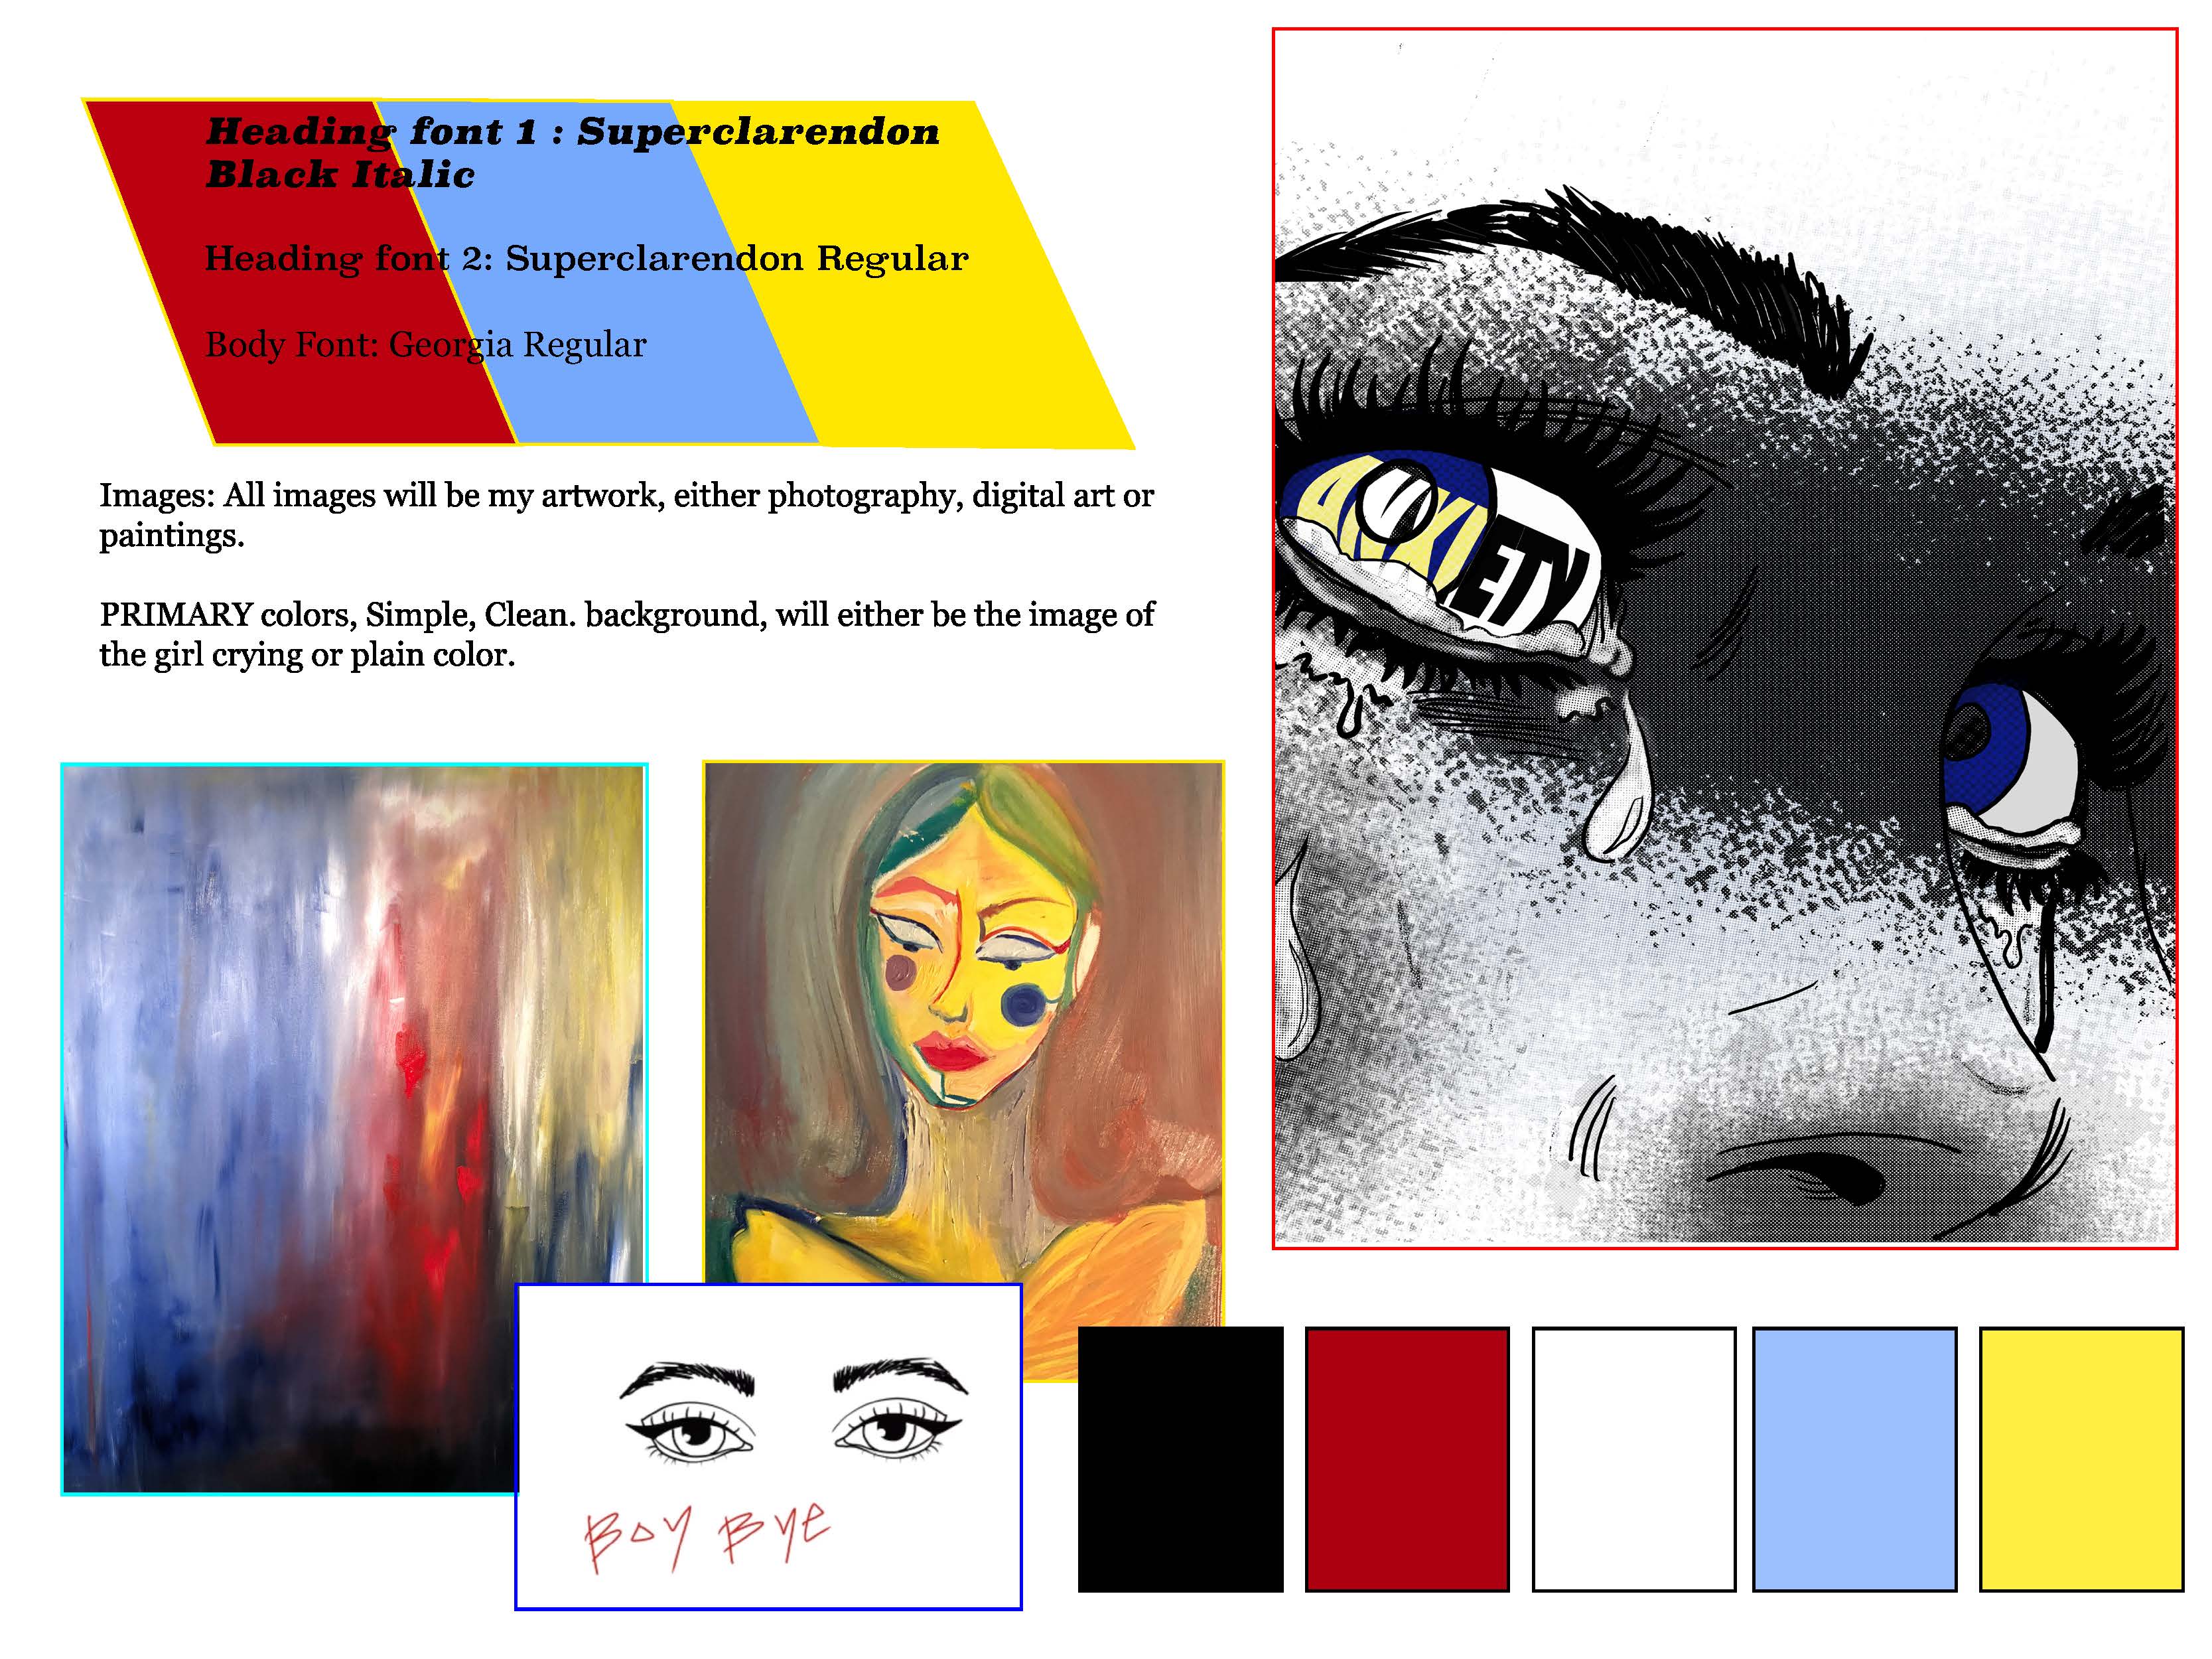 Heading font 1 : Superclarendon
Black Italic
Heading font 2: Superclarendon Regular
Body Font: Georgia Regular
Images: All images will be my artwork, either photography, digital art or
paintings.
PRIMARY colors, Simple, Clean. background, will either be the image of
the girl crying or plain color.
ANXIETY
BOY BYE